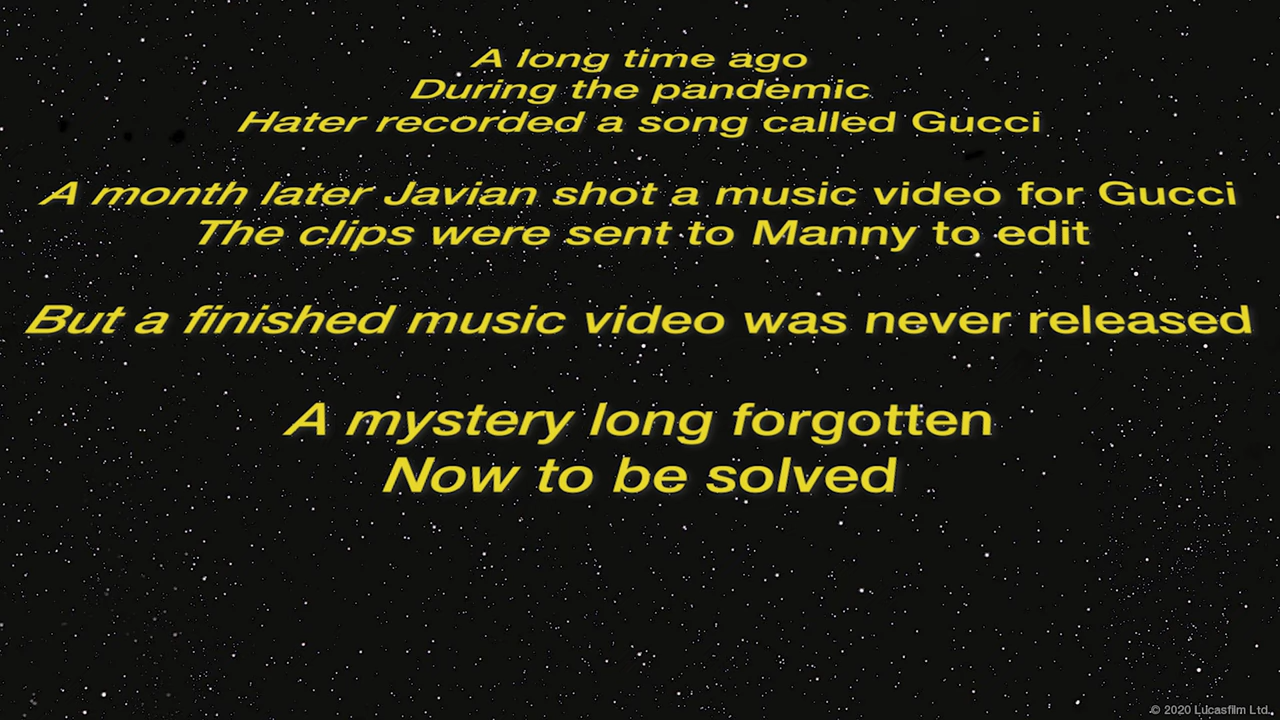 A long time ago
During the pandemic
Hater recorded a song called Gucci
A month later Javian shot a music video for Gucci
The clips were sent to Manny to edit
But a finished music video was never released
A mystery long forgotten
Now to be solved
© 2020 Lucasfilm Ltd.